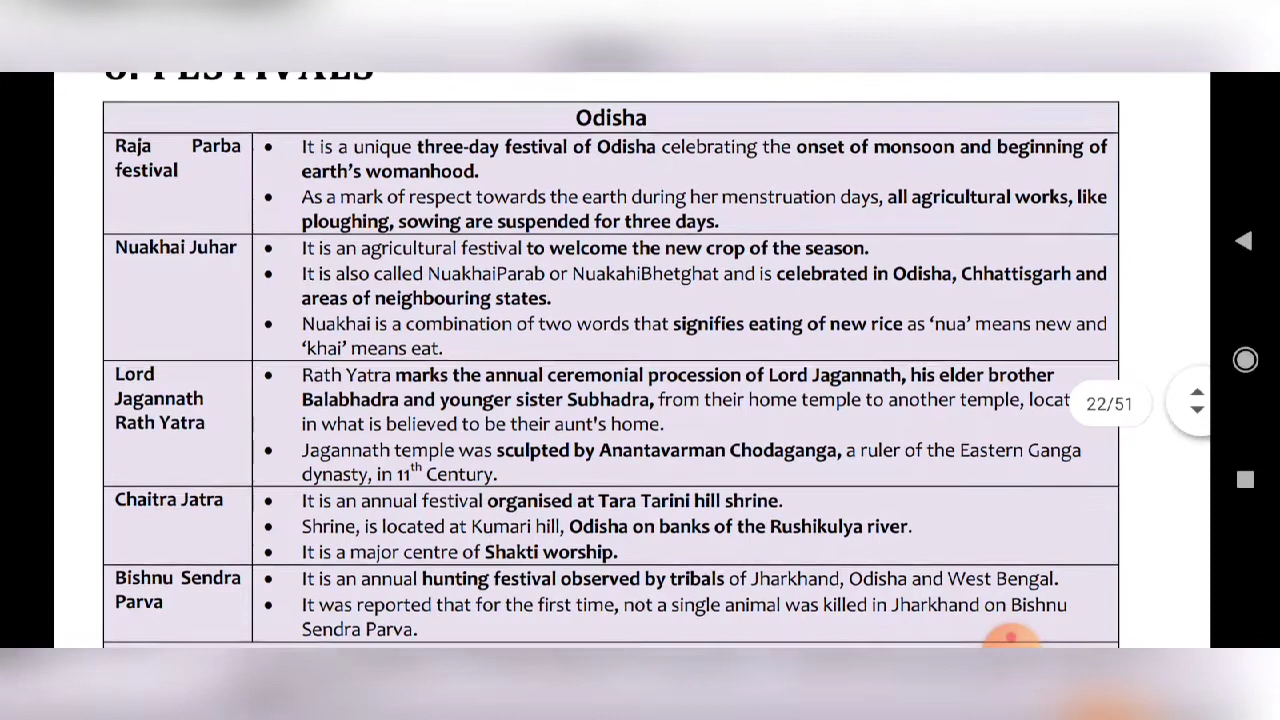 6. FESTIVALS
Odisha
Raja Parba festival
• It is a unique three-day festival of Odisha celebrating the onset of monsoon and beginning of
earth's womanhood.
• As a mark of respect towards the earth during her menstruation days, all agricultural works, like
ploughing, sowing are suspended for three days.
Nuakhai Juhar
• It is an agricultural festival to welcome the new crop of the season.
• It is also called NuakhaiParab or NuakahiBhetghat and is celebrated in Odisha, Chhattisgarh and
areas of neighbouring states.
• Nuakhai is a combination of two words that signifies eating of new rice as 'nua' means new and
'khai' means eat.
Lord
Jagannath
Rath Yatra
• Rath Yatra marks the annual ceremonial procession of Lord Jagannath, his elder brother
Balabhadra and younger sister Subhadra, from their home temple to another temple, locat
in what is believed to be their aunt's home.
• Jagannath temple was sculpted by Anantavarman Chodaganga, a ruler of the Eastern Ganga
dynasty, in 11th Century.
22/51
Chaitra Jatra
• It is an annual festival organised at Tara Tarini hill shrine.
• Shrine, is located at Kumari hill, Odisha on banks of the Rushikulya river.
• It is a major centre of Shakti worship.
Bishnu Sendra
Parva
• It is an annual hunting festival observed by tribals of Jharkhand, Odisha and West Bengal.
• It was reported that for the first time, not a single animal was killed in Jharkhand on Bishnu
Sendra Parva.